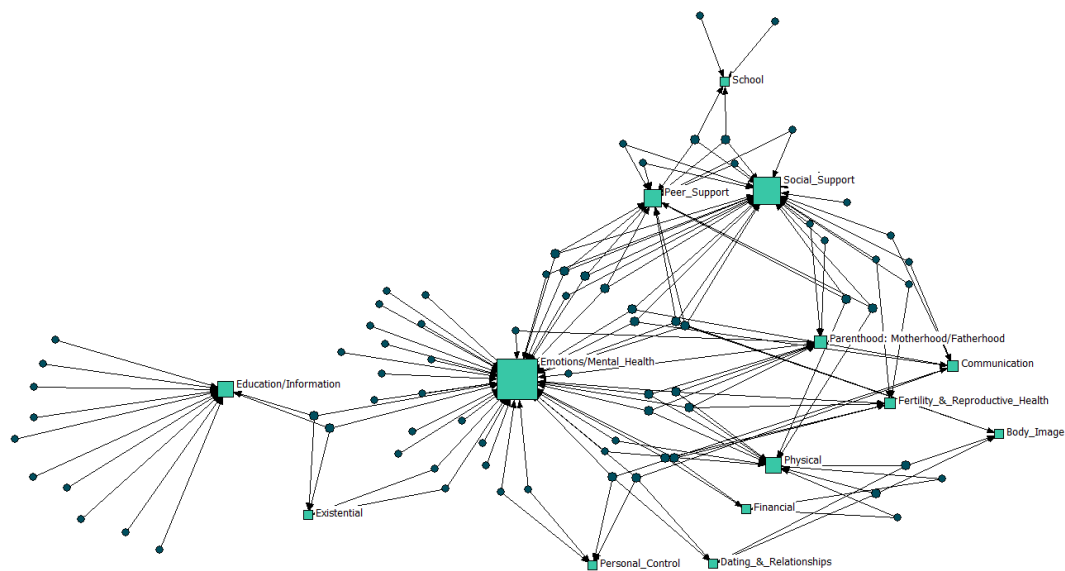 School
Social_Support
Peer_Support
Parenthood: Motherhood/Fatherhood
Emotions/Mental_Health
Communication
Education/Information
Fertility_&_Reproductive_Health
Body_Image
Physical
Financial
Existential
Dating_&_Relationships
Personal_Control